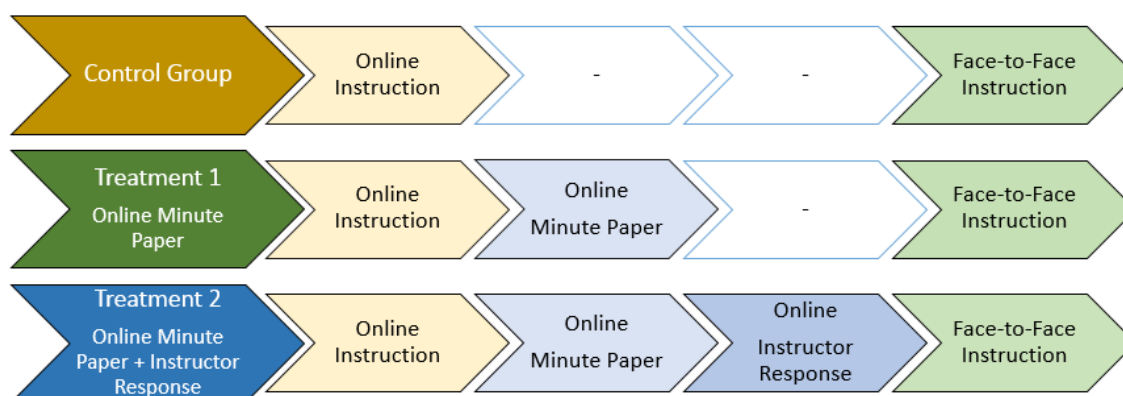 Control Group
Online
Instruction
-
-
Face-to-Face
Instruction
Treatment 1
Online Minute
Paper
Online
Instruction
Online
Minute Paper
-
Face-to-Face
Instruction
Treatment 2
Online Minute
Paper + Instructor
Response
Online
Instruction
Online
Minute Paper
Online
Instructor
Response
Face-to-Face
Instruction